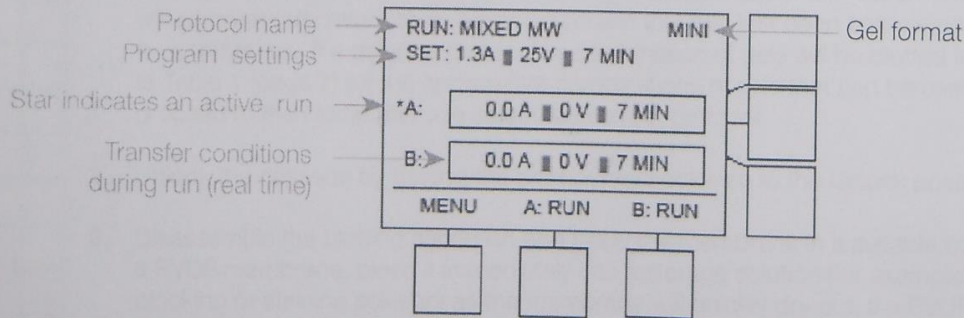 Protocol name
RUN: MIXED MW MINI
Gel format
Program settings
SET: 1.3A ▮ 25V ▮ 7 MIN
Star indicates an active run
*A: 0.0 A ▮ 0 V ▮ 7 MIN
Transfer conditions
during run (real time)
B: 0.0 A ▮ 0 V ▮ 7 MIN
MENU A: RUN B: RUN